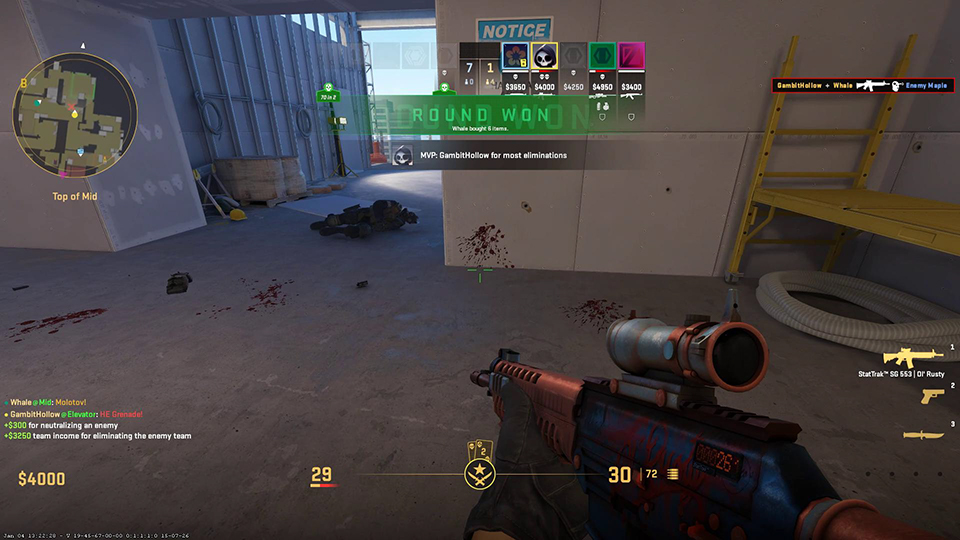 NOTICE
7 1
$3650 $4000 $4250 $4950 $3400
GambitHollow + Whale Enemy Maple
B
ROUND WON
Whale bought 6 items.
MVP: GambitHollow for most eliminations
Top of Mid
1
StatTrak™ SG 553 | Ol' Rusty
2
3
Whale@Mid: Molotov!
GambitHollow@Elevator: HE Grenade!
+$300 for neutralizing an enemy
+$3250 team income for eliminating the enemy team
2
$4000
29
30 | 72